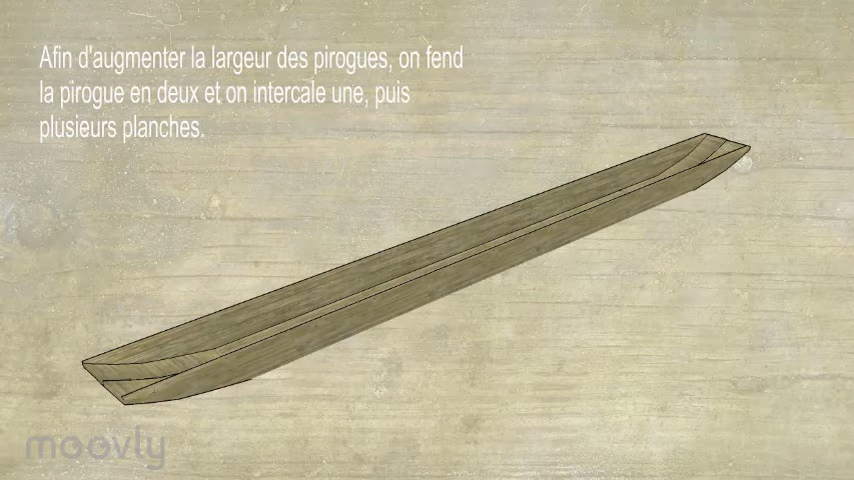 Afin d'augmenter la largeur des pirogues, on fend
la pirogue en deux et on intercale une, puis
plusieurs planches.
moovly